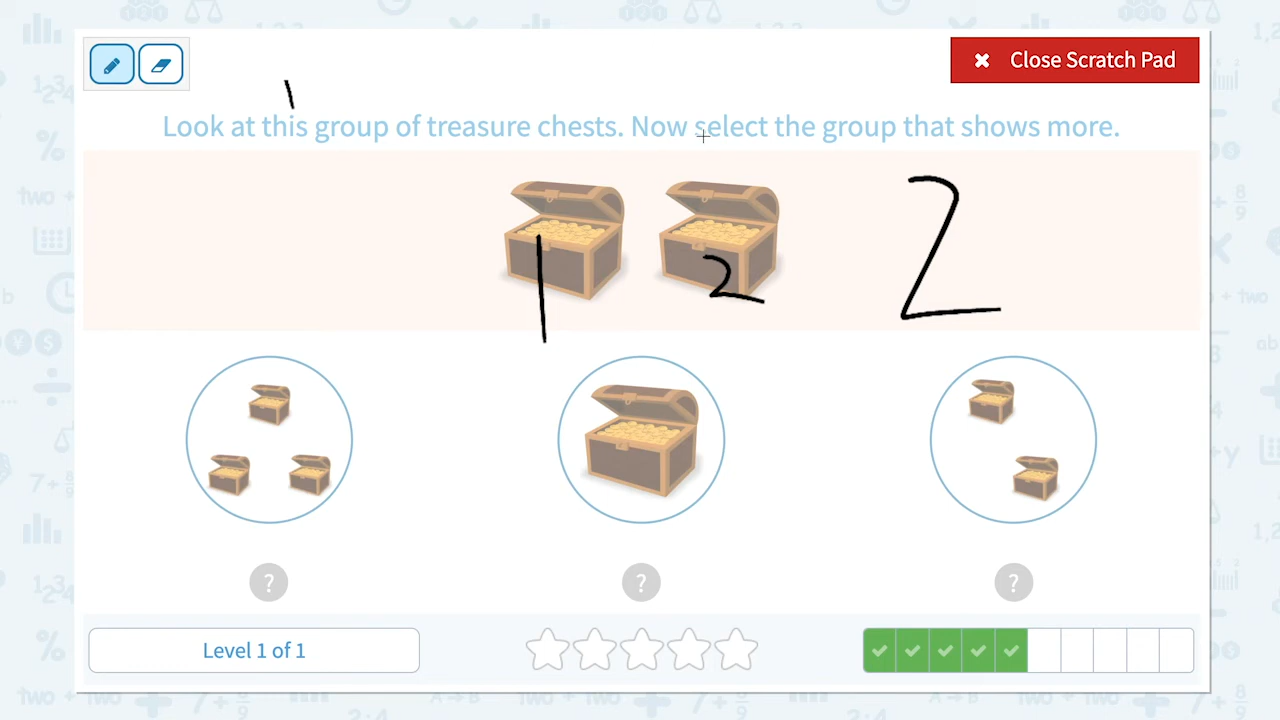 Close Scratch Pad
Look at this group of treasure chests. Now select the group that shows more.
1 2 2
? ? ?
Level 1 of 1